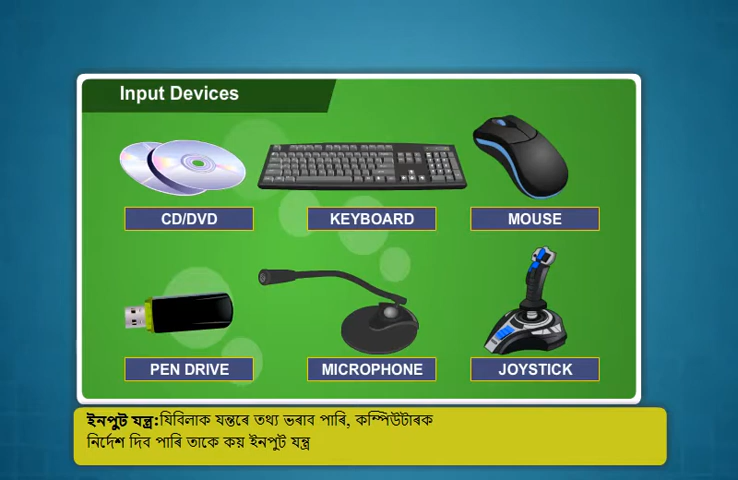 Input Devices
CD/DVD
KEYBOARD
MOUSE
PEN DRIVE
MICROPHONE
JOYSTICK
ইনপুট যন্ত্ৰ:যিবিলাক যন্তৰে তথ্য ভৰাব পাৰি, কম্পিউটাৰক
নিৰ্দেশ দিব পাৰি তাকে কয় ইনপুট যন্ত্ৰ